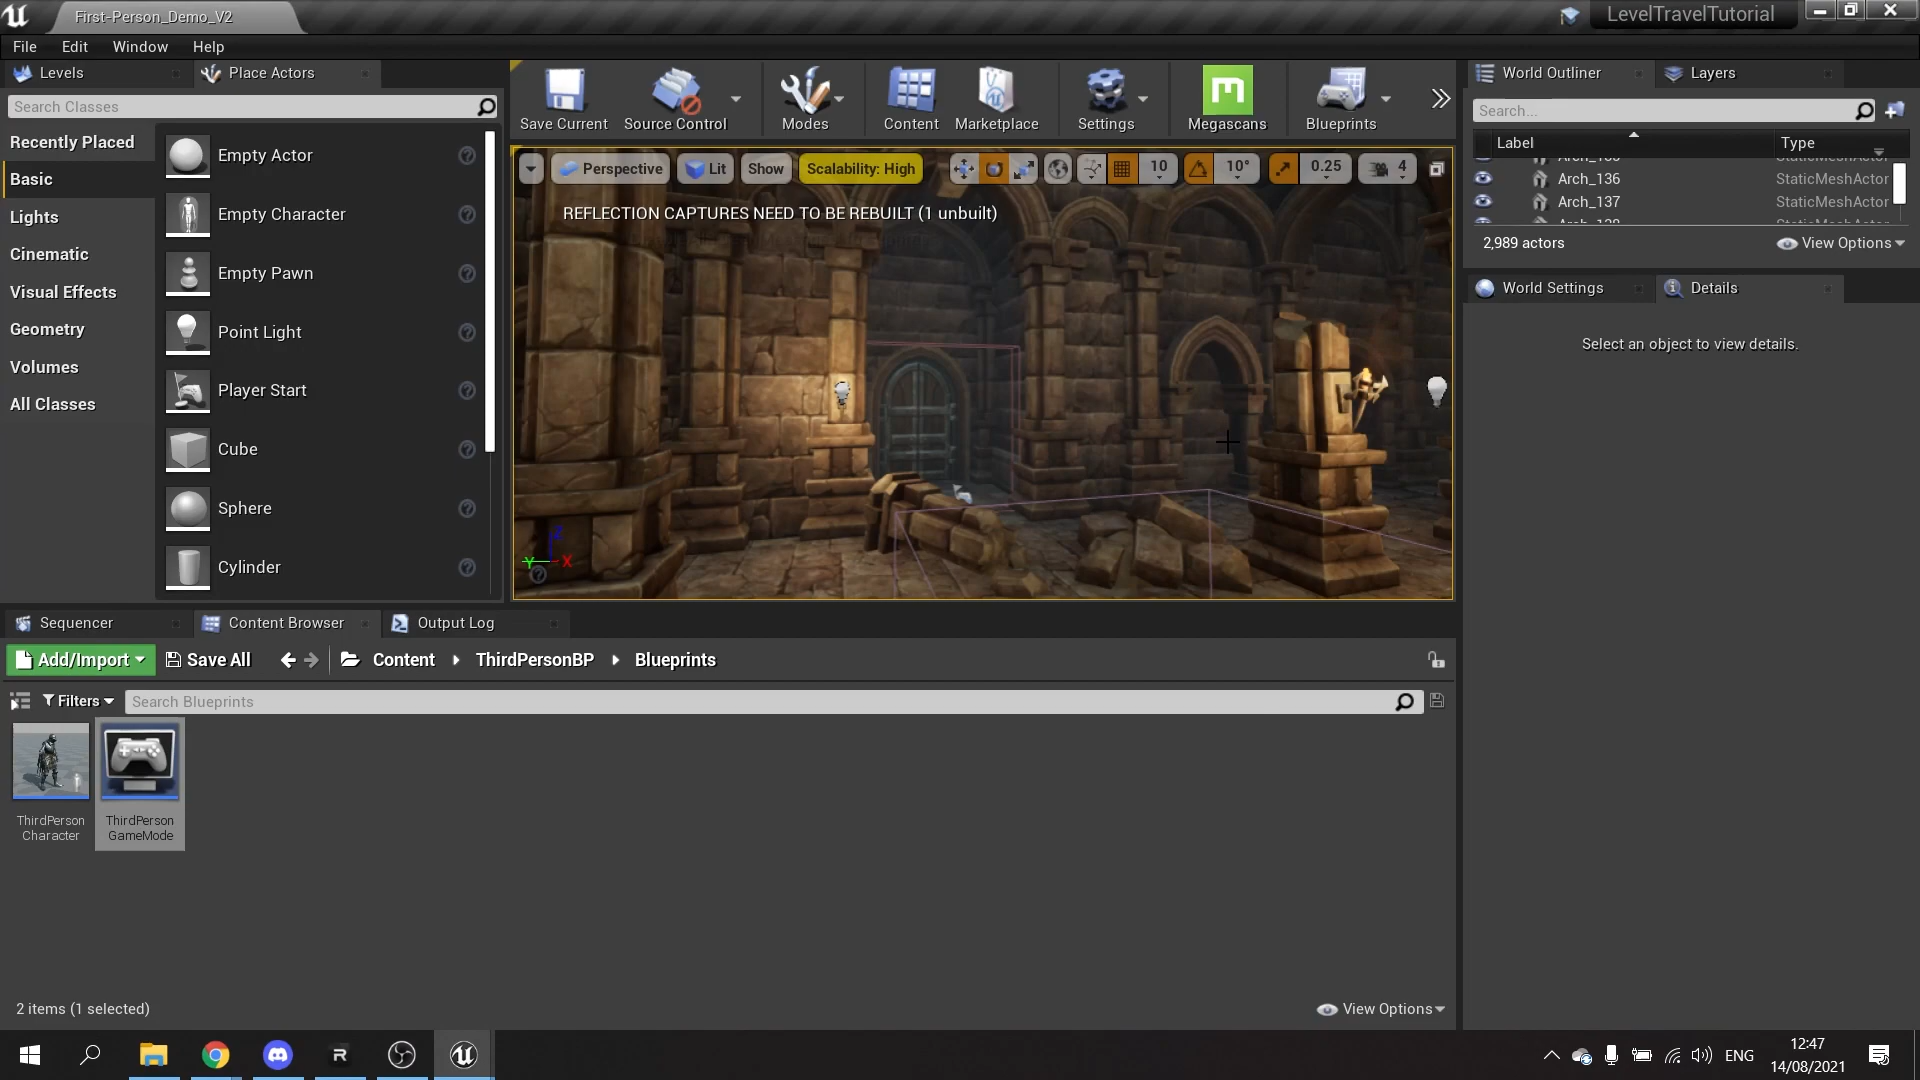 First-Person_Demo_V2
LevelTravelTutorial
File Edit Window Help
Levels
Place Actors
Search Classes
Recently Placed
Basic
Lights
Cinematic
Visual Effects
Geometry
Volumes
All Classes
Empty Actor
Empty Character
Empty Pawn
Point Light
Player Start
Cube
Sphere
Cylinder
Save Current
Source Control
Modes
Content
Marketplace
Settings
Megascans
Blueprints
Perspective
Lit
Show
Scalability: High
10
10°
0.25
4
REFLECTION CAPTURES NEED TO BE REBUILT (1 unbuilt)
Z
Y
X
World Outliner
Layers
Search...
Label
Type
Arch_136 StaticMeshActor
Arch_137 StaticMeshActor
2,989 actors
View Options
World Settings
Details
Select an object to view details.
Sequencer
Content Browser
Output Log
Add/Import
Save All
Content
ThirdPersonBP
Blueprints
Filters
Search Blueprints
ThirdPerson
Character
ThirdPerson
GameMode
2 items (1 selected)
View Options
ENG
12:47
14/08/2021